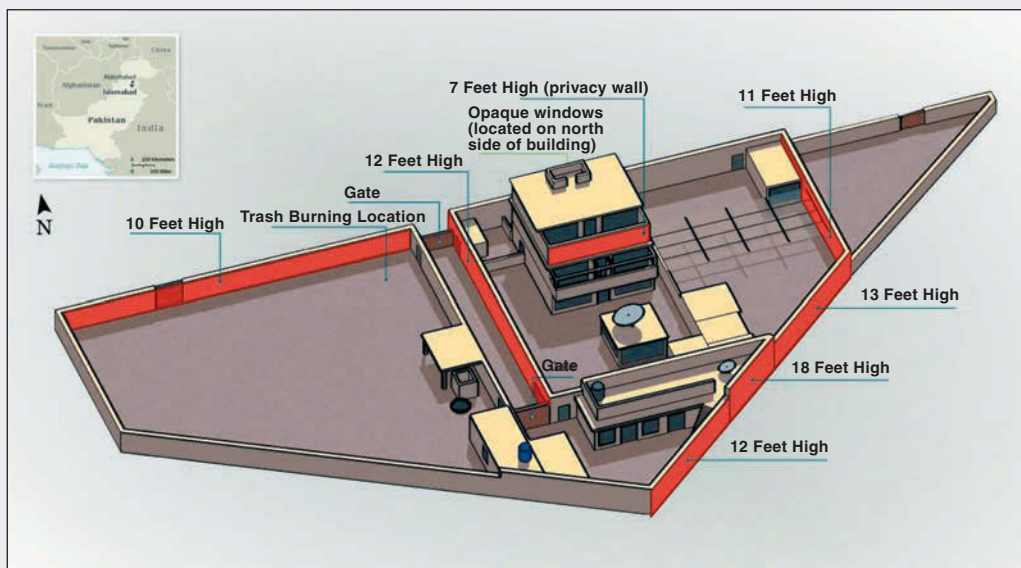 China
Afghanistan
Abbottabad
Islamabad
Iran
Pakistan
India
Arabian Sea
N
7 Feet High (privacy wall)
Opaque windows
(located on north
side of building)
11 Feet High
12 Feet High
Gate
Trash Burning Location
10 Feet High
13 Feet High
Gate
18 Feet High
12 Feet High